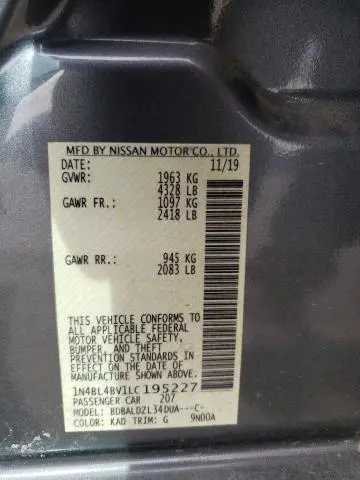 MFD BY NISSAN MOTOR CO., LTD.
DATE: 11/19
GVWR: 1963 KG
4328 LB
GAWR FR.: 1097 KG
2418 LB
GAWR RR.: 945 KG
2083 LB
THIS VEHICLE CONFORMS TO
ALL APPLICABLE FEDERAL
MOTOR VEHICLE SAFETY,
BUMPER, AND THEFT
PREVENTION STANDARDS IN
EFFECT ON THE DATE OF
MANUFACTURE SHOWN ABOVE.
1N4BL4BV1LC195227
PASSENGER CAR 207
MODEL: BDBALDZL34DUA---C-
COLOR: KAD TRIM: G 9N00A